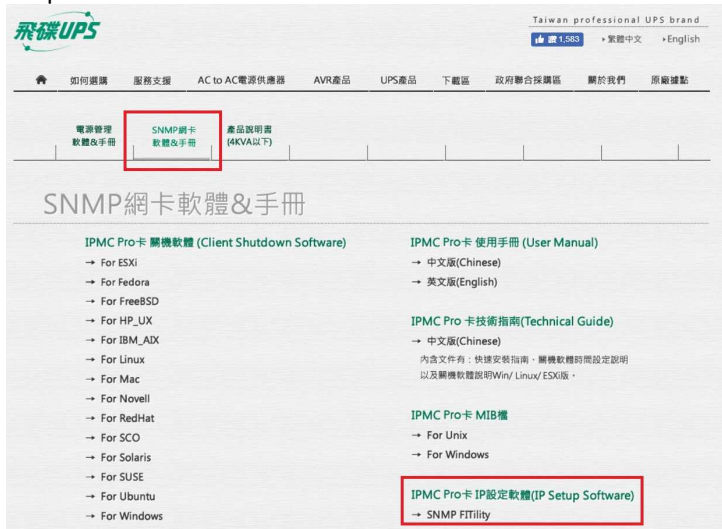 飛碟UPS
Taiwan professional UPS brand
讚 1,583
繁體中文
English
如何選購 服務支援 AC to AC電源供應器 AVR產品 UPS產品 下載區 政府聯合採購區 關於我們 原廠據點
電源管理
軟體&手冊
SNMP網卡
軟體&手冊
產品說明書
(4KVA以下)
SNMP網卡軟體&手冊
IPMC Pro卡 關機軟體 (Client Shutdown Software)
→ For ESXi
→ For Fedora
→ For FreeBSD
→ For HP_UX
→ For IBM_AIX
→ For Linux
→ For Mac
→ For Novell
→ For RedHat
→ For SCO
→ For Solaris
→ For SUSE
→ For Ubuntu
→ For Windows
IPMC Pro卡 使用手冊 (User Manual)
→ 中文版(Chinese)
→ 英文版(English)
IPMC Pro 卡技術指南(Technical Guide)
→ 中文版(Chinese)
內含文件有：快速安裝指南、關機軟體時間設定說明
以及關機軟體說明Win/ Linux/ ESXi版。
IPMC Pro卡 MIB檔
→ For Unix
→ For Windows
IPMC Pro卡 IP設定軟體(IP Setup Software)
→ SNMP FITility